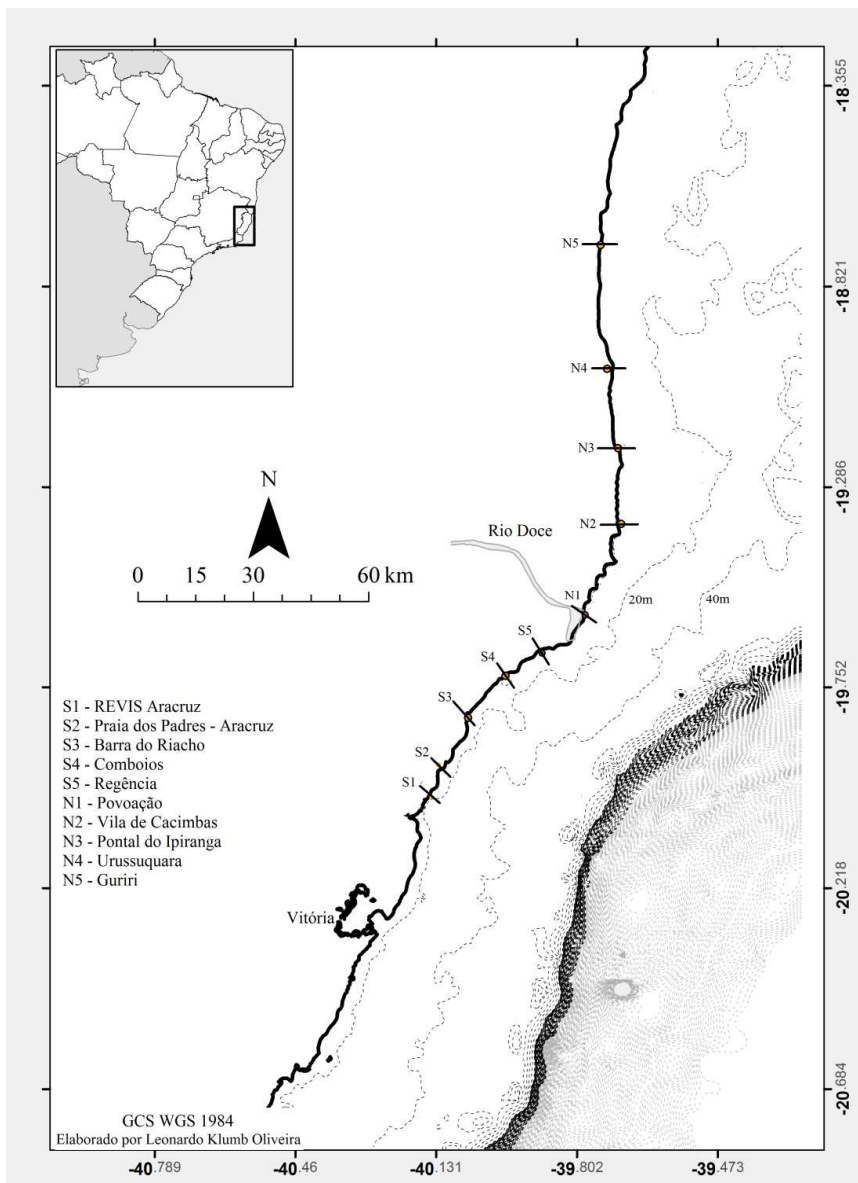 N5
N4
N3
N2
N1
Rio Doce
20m
40m
S5
S4
S3
S2
S1
N
0 15 30 60 km
S1 - REVIS Aracruz
S2 - Praia dos Padres - Aracruz
S3 - Barra do Riacho
S4 - Comboios
S5 - Regência
N1 - Povoação
N2 - Vila de Cacimbas
N3 - Pontal do Ipiranga
N4 - Urussuquara
N5 - Guriri
Vitória
GCS WGS 1984
Elaborado por Leonardo Klumb Oliveira
-18.355
-18.821
-19.286
-19.752
-20.218
-20.684
-40.789 -40.46 -40.131 -39.802 -39.473